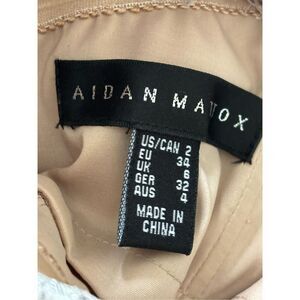 AIDAN MATTOX
US/CAN 2
EU 34
UK 6
GER 32
AUS 4
MADE IN
CHINA